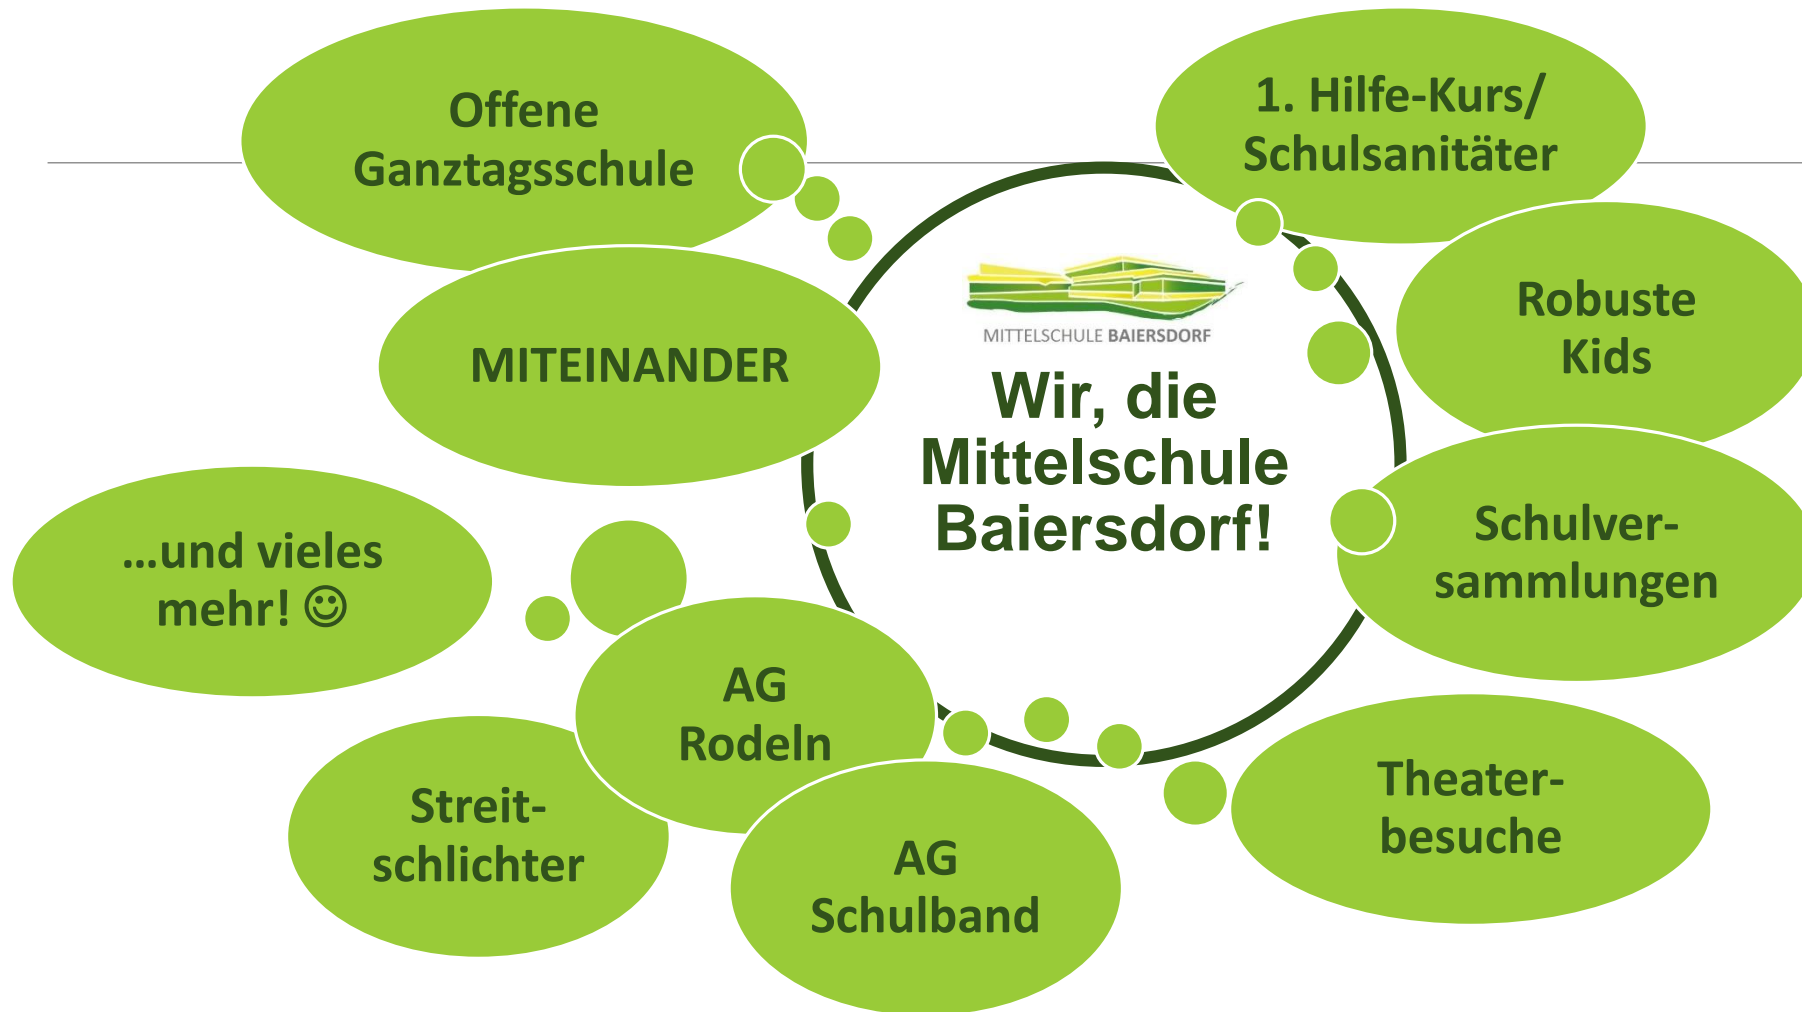 Offene
Ganztagsschule
1. Hilfe-Kurs/
Schulsanitäter
MITEINANDER
MITTELSCHULE BAIERSDORF
Wir, die
Mittelschule
Baiersdorf!
Robuste
Kids
Schulver-
sammlungen
…und vieles
mehr! ☺
AG
Rodeln
Streit-
schlichter
AG
Schulband
Theater-
besuche